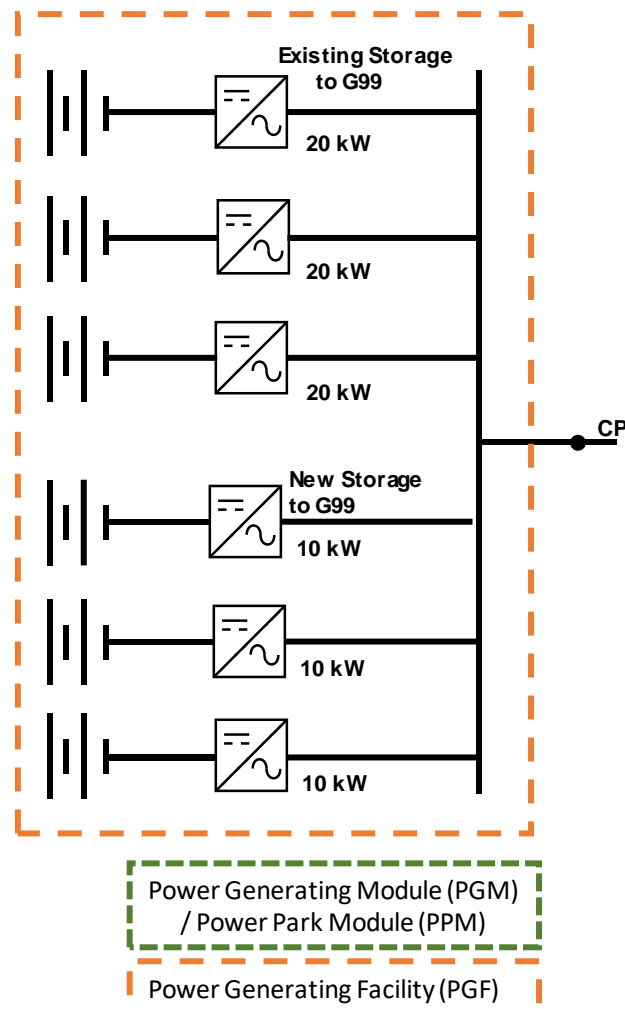 Existing Storage
to G99
20 kW
20 kW
20 kW
CP
New Storage
to G99
10 kW
10 kW
10 kW
Power Generating Module (PGM)
/ Power Park Module (PPM)
Power Generating Facility (PGF)